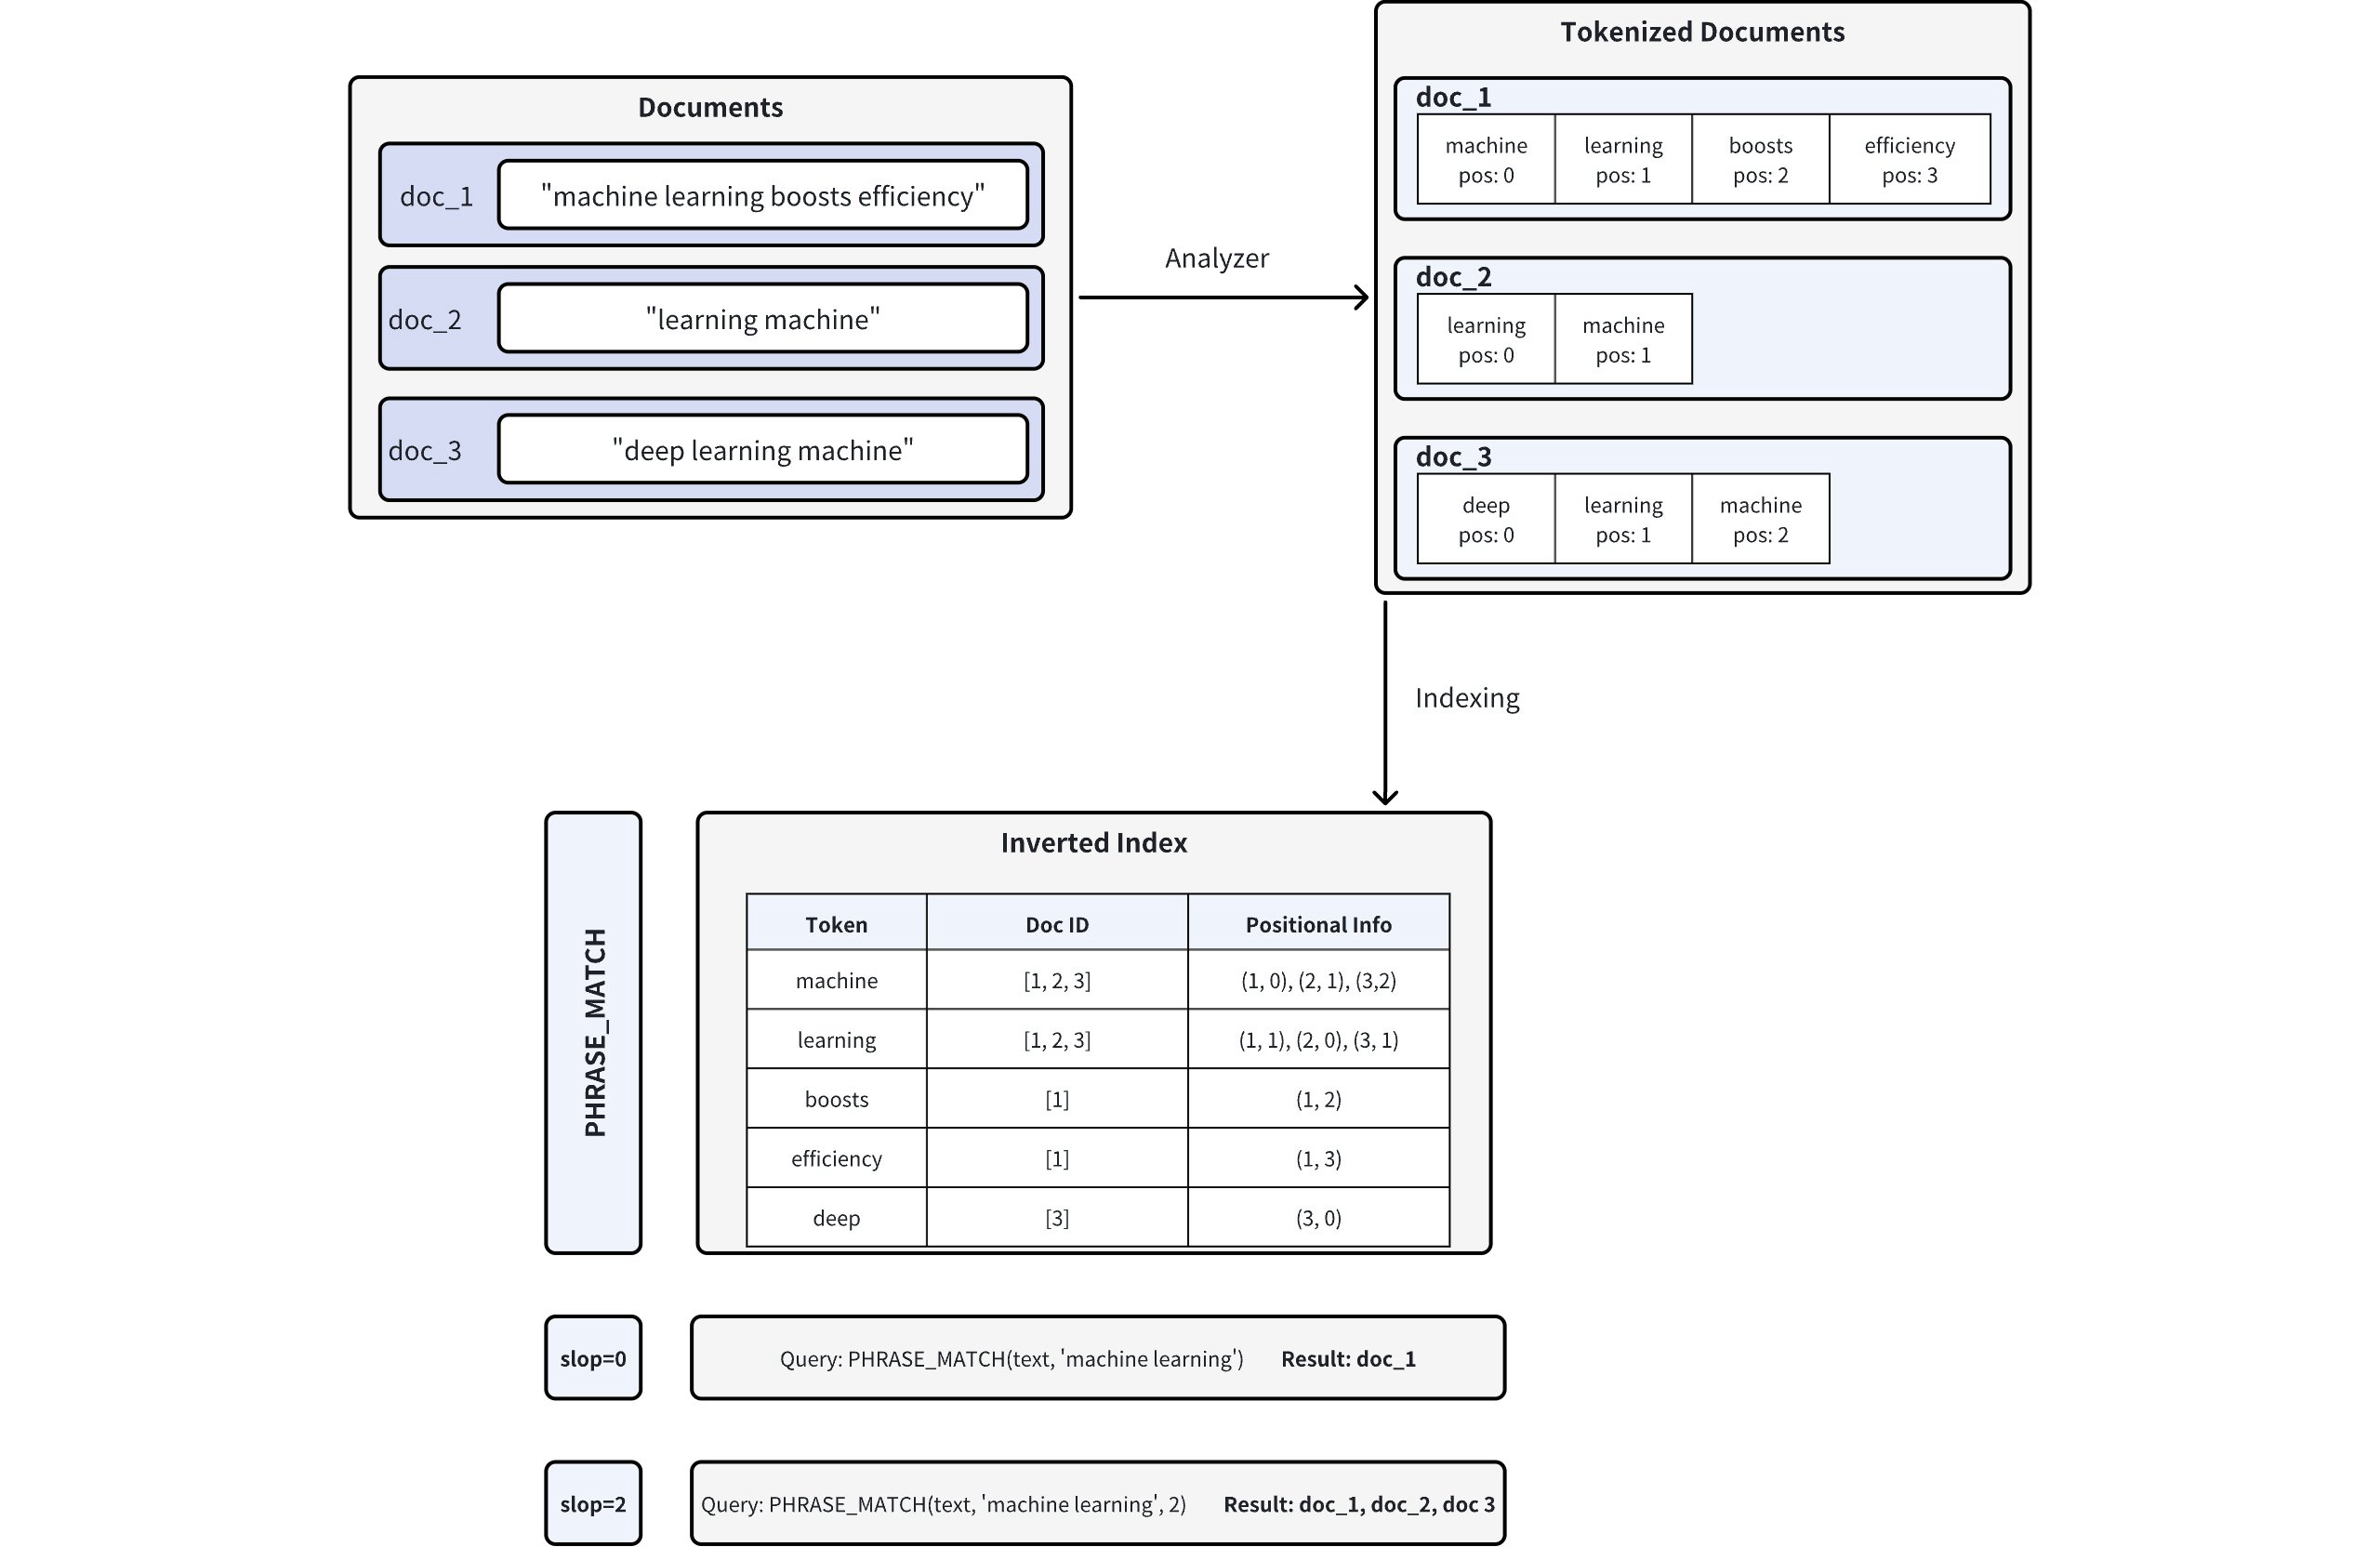 Documents
doc_1 "machine learning boosts efficiency"
doc_2 "learning machine"
doc_3 "deep learning machine"
Analyzer
Tokenized Documents
doc_1
machine learning boosts efficiency
pos: 0 pos: 1 pos: 2 pos: 3
doc_2
learning machine
pos: 0 pos: 1
doc_3
deep learning machine
pos: 0 pos: 1 pos: 2
Indexing
PHRASE_MATCH
Inverted Index
Token Doc ID Positional Info
machine [1, 2, 3] (1, 0), (2, 1), (3,2)
learning [1, 2, 3] (1, 1), (2, 0), (3, 1)
boosts [1] (1, 2)
efficiency [1] (1, 3)
deep [3] (3, 0)
slop=0 Query: PHRASE_MATCH(text, 'machine learning') Result: doc_1
slop=2 Query: PHRASE_MATCH(text, 'machine learning', 2) Result: doc_1, doc_2, doc 3